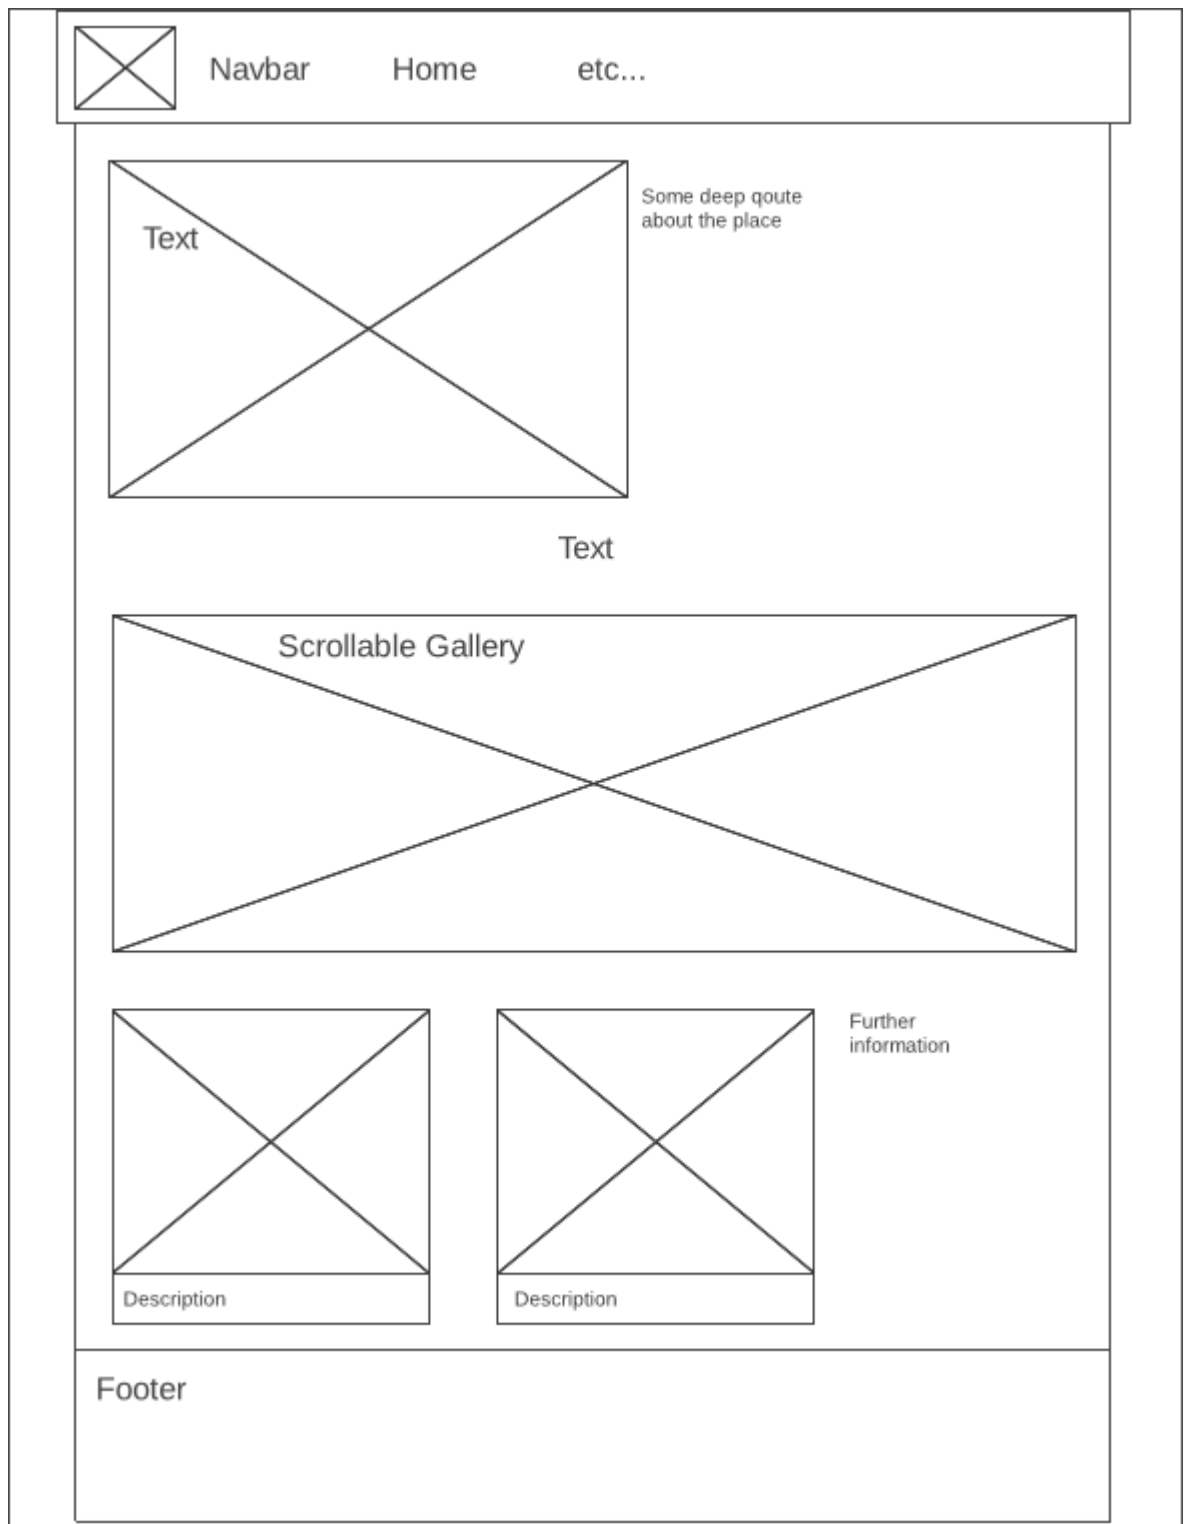 Navbar Home etc...
Text
Some deep qoute
about the place
Text
Scrollable Gallery
Further
information
Description
Description
Footer